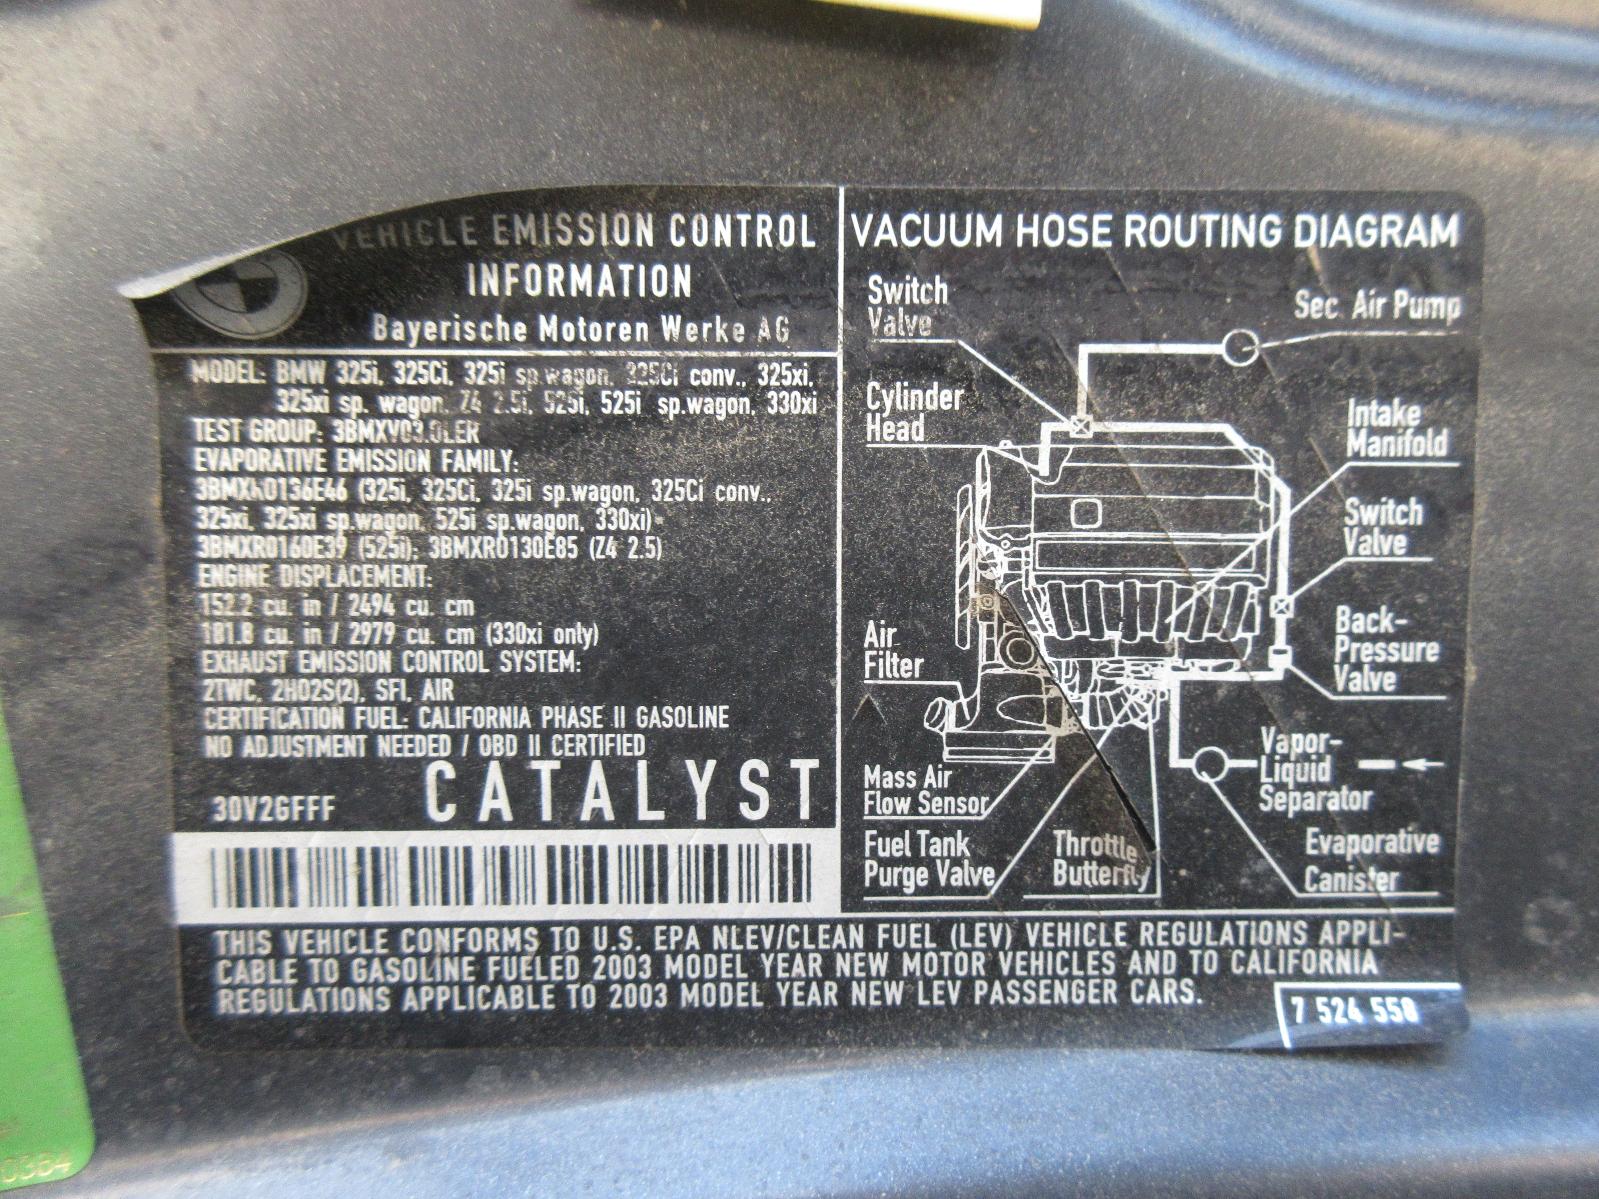 VEHICLE EMISSION CONTROL
INFORMATION
Bayerische Motoren Werke AG
MODEL: BMW 325i, 325Ci, 325i sp.wagon, 325Ci conv., 325xi,
325xi sp. wagon, Z4 2.5i, 525i, 525i sp.wagon, 330xi
TEST GROUP: 3BMXV03.0LER
EVAPORATIVE EMISSION FAMILY:
3BMXR0136E46 (325i, 325Ci, 325i sp.wagon, 325Ci conv.,
325xi, 325xi sp.wagon, 525i sp.wagon, 330xi)
3BMXR0160E39 (525i); 3BMXR0130E85 (Z4 2.5)
ENGINE DISPLACEMENT:
152.2 cu. in / 2494 cu. cm
181.8 cu. in / 2979 cu. cm (330xi only)
EXHAUST EMISSION CONTROL SYSTEM:
2TWC, 2HO2S(2), SFI, AIR
CERTIFICATION FUEL: CALIFORNIA PHASE II GASOLINE
NO ADJUSTMENT NEEDED / OBD II CERTIFIED
30V2GFFF CATALYST
VACUUM HOSE ROUTING DIAGRAM
Switch
Valve
Sec. Air Pump
Cylinder
Head
Intake
Manifold
Switch
Valve
Air
Filter
Back-
Pressure
Valve
Mass Air
Flow Sensor
Vapor-
Liquid
Separator
Fuel Tank
Purge Valve
Throttle
Butterfly
Evaporative
Canister
THIS VEHICLE CONFORMS TO U.S. EPA NLEV/CLEAN FUEL (LEV) VEHICLE REGULATIONS APPLI-
CABLE TO GASOLINE FUELED 2003 MODEL YEAR NEW MOTOR VEHICLES AND TO CALIFORNIA
REGULATIONS APPLICABLE TO 2003 MODEL YEAR NEW LEV PASSENGER CARS.
7 524 558